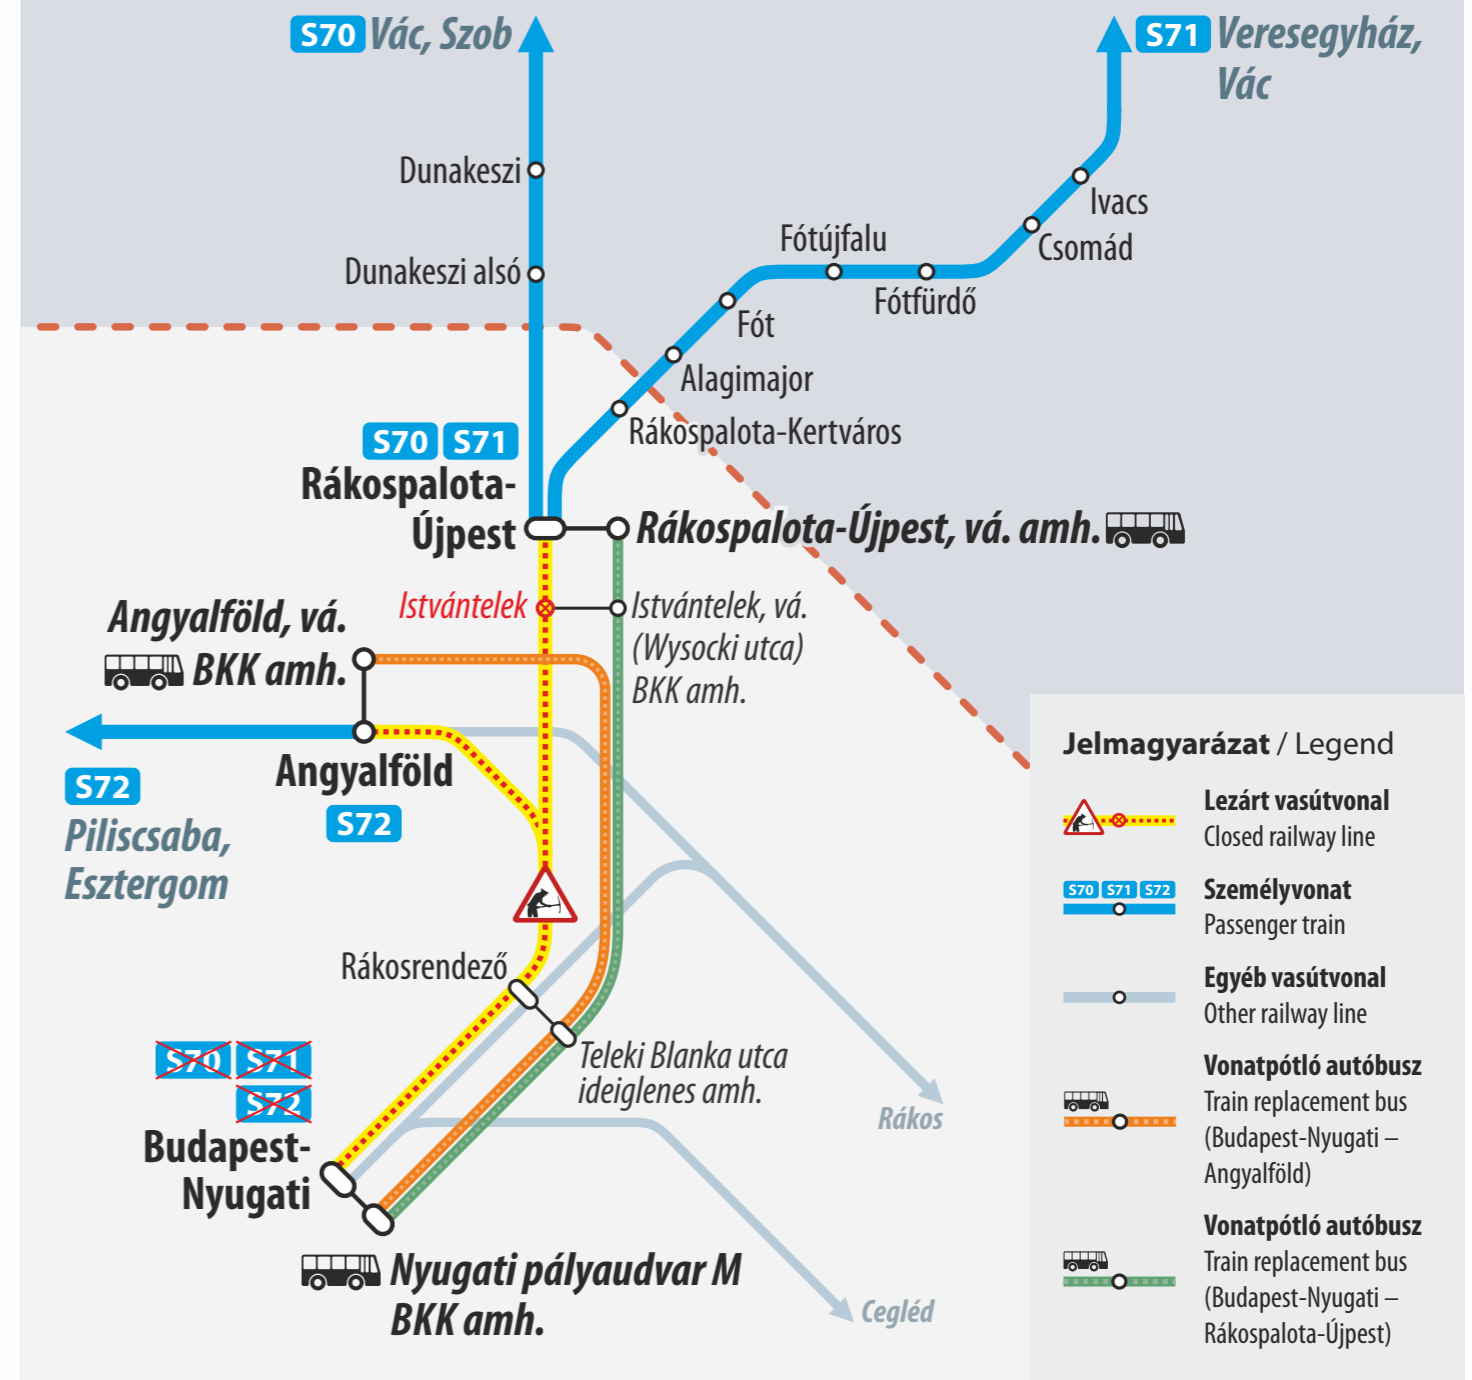 S70 Vác, Szob
S71 Veresegyház,
Vác
Dunakeszi
Ivacs
Csomád
Fótújfalu
Dunakeszi alsó
Fótfürdő
Fót
Alagimajor
Rákospalota-Kertváros
S70 S71
Rákospalota-
Újpest
Rákospalota-Újpest, vá. amh.
Istvántelek
Istvántelek, vá.
(Wysocki utca)
BKK amh.
Angyalföld, vá.
BKK amh.
Angyalföld
S72
S72
Piliscsaba,
Esztergom
Rákosrendező
Teleki Blanka utca
ideiglenes amh.
S70 S71
S72
Budapest-
Nyugati
Nyugati pályaudvar M
BKK amh.
Rákos
Cegléd
Jelmagyarázat / Legend
Lezárt vasútvonal
Closed railway line
S70 S71 S72
Személyvonat
Passenger train
Egyéb vasútvonal
Other railway line
Vonatpótló autóbusz
Train replacement bus
(Budapest-Nyugati –
Angyalföld)
Vonatpótló autóbusz
Train replacement bus
(Budapest-Nyugati –
Rákospalota-Újpest)